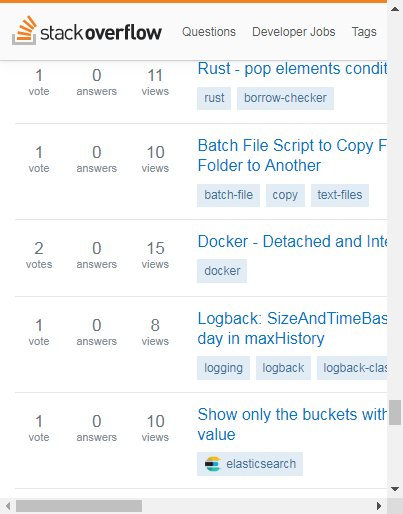 stackoverflow Questions Developer Jobs Tags
1 0 11 Rust - pop elements condit
vote answers views
rust borrow-checker
1 0 10 Batch File Script to Copy F
vote answers views Folder to Another
batch-file copy text-files
2 0 15 Docker - Detached and Inte
votes answers views
docker
1 0 8 Logback: SizeAndTimeBas
vote answers views day in maxHistory
logging logback logback-clas
1 0 10 Show only the buckets with
vote answers views value
elasticsearch